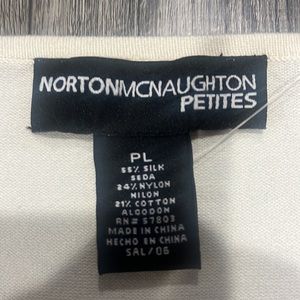 NORTONMCNAUGHTON
PETITES
PL
55% SILK
SEDA
24% NYLON
NILON
21% COTTON
ALGODON
RN# 57803
MADE IN CHINA
HECHO EN CHINA
SAL/06